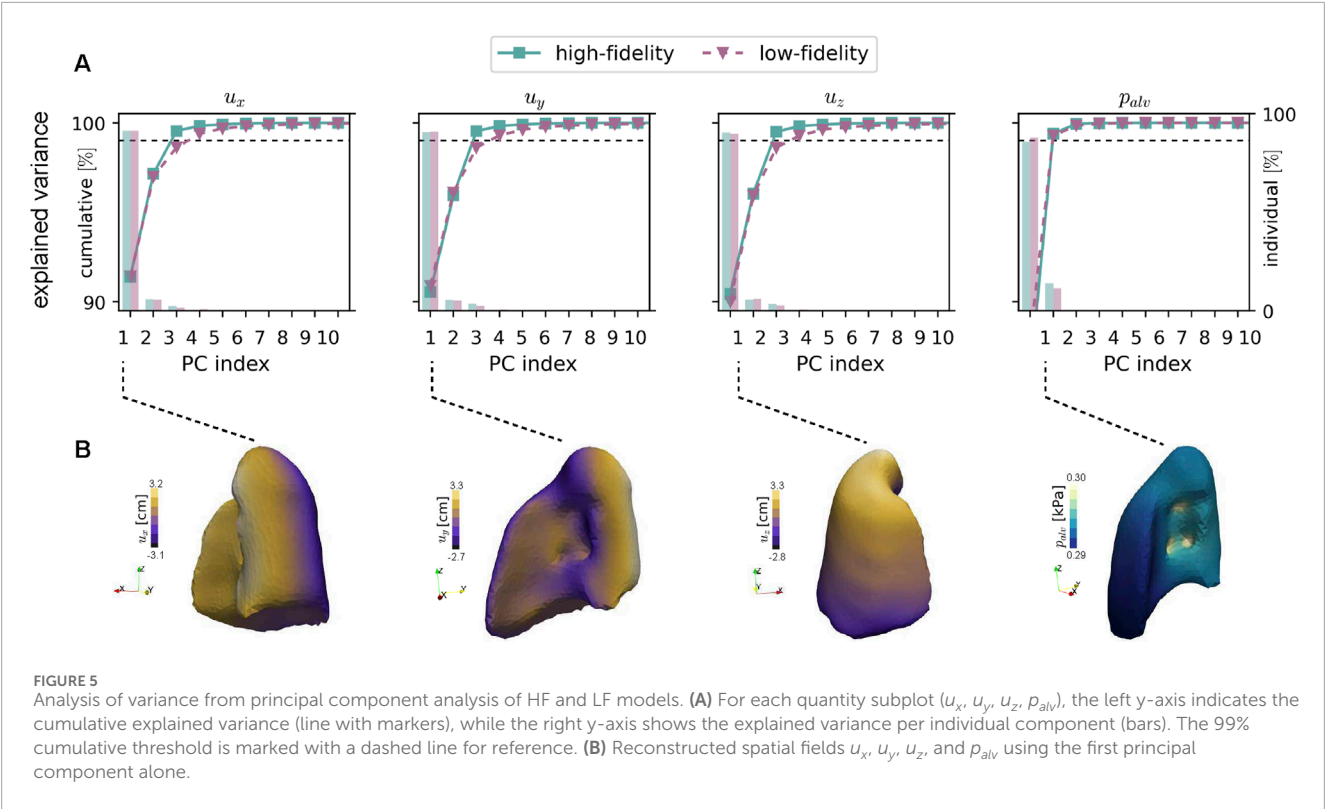 A
high-fidelity low-fidelity
u_x u_y u_z p_alv
explained variance
cumulative [%]
100
90
100
0
individual [%]
1 2 3 4 5 6 7 8 9 10
1 2 3 4 5 6 7 8 9 10
1 2 3 4 5 6 7 8 9 10
1 2 3 4 5 6 7 8 9 10
PC index PC index PC index PC index
B
3.2
u_x [cm]
-3.1
3.3
u_y [cm]
-2.7
3.3
u_z [cm]
-2.8
0.30
p_alv [kPa]
0.29
FIGURE 5
Analysis of variance from principal component analysis of HF and LF models. (A) For each quantity subplot (u_x, u_y, u_z, p_alv), the left y-axis indicates the
cumulative explained variance (line with markers), while the right y-axis shows the explained variance per individual component (bars). The 99%
cumulative threshold is marked with a dashed line for reference. (B) Reconstructed spatial fields u_x, u_y, u_z, and p_alv using the first principal
component alone.